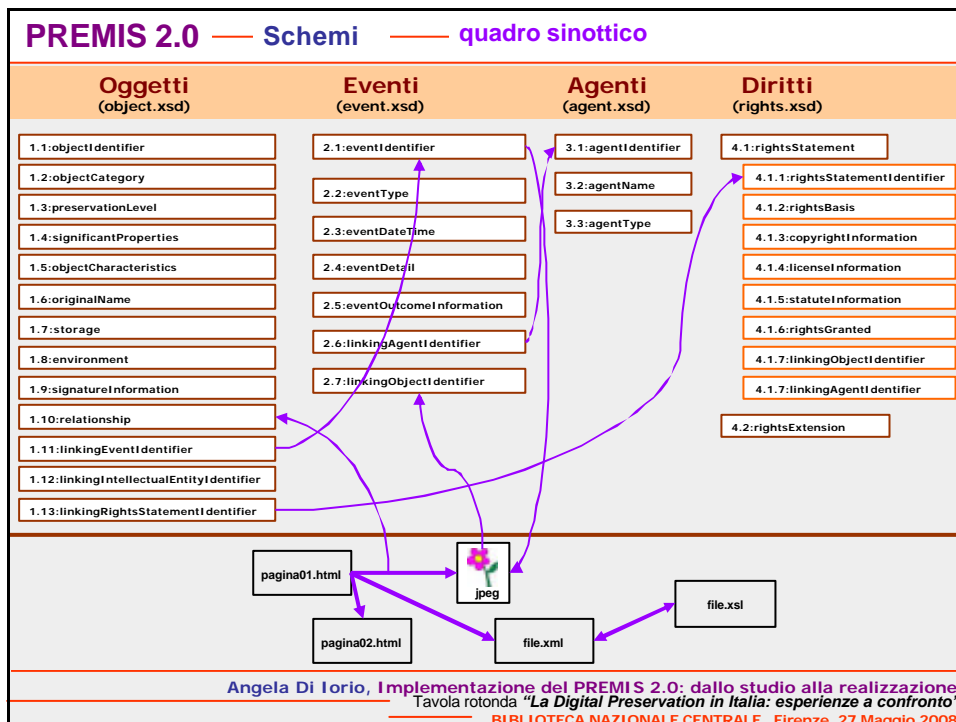 PREMIS 2.0 Schemi quadro sinottico
Oggetti
(object.xsd)
Eventi
(event.xsd)
Agenti
(agent.xsd)
Diritti
(rights.xsd)
1.1:objectIdentifier
1.2:objectCategory
1.3:preservationLevel
1.4:significantProperties
1.5:objectCharacteristics
1.6:originalName
1.7:storage
1.8:environment
1.9:signatureInformation
1.10:relationship
1.11:linkingEventIdentifier
1.12:linkingIntellectualEntityIdentifier
1.13:linkingRightsStatementIdentifier
2.1:eventIdentifier
2.2:eventType
2.3:eventDateTime
2.4:eventDetail
2.5:eventOutcomeInformation
2.6:linkingAgentIdentifier
2.7:linkingObjectIdentifier
3.1:agentIdentifier
3.2:agentName
3.3:agentType
4.1:rightsStatement
4.1.1:rightsStatementIdentifier
4.1.2:rightsBasis
4.1.3:copyrightInformation
4.1.4:licenseInformation
4.1.5:statuteInformation
4.1.6:rightsGranted
4.1.7:linkingObjectIdentifier
4.1.7:linkingAgentIdentifier
4.2:rightsExtension
pagina01.html
jpeg
pagina02.html
file.xml
file.xsl
Angela Di Iorio, Implementazione del PREMIS 2.0: dallo studio alla realizzazione
Tavola rotonda “La Digital Preservation in Italia: esperienze a confronto”
BIBLIOTECA NAZIONALE CENTRALE, Firenze, 27 Maggio 2008